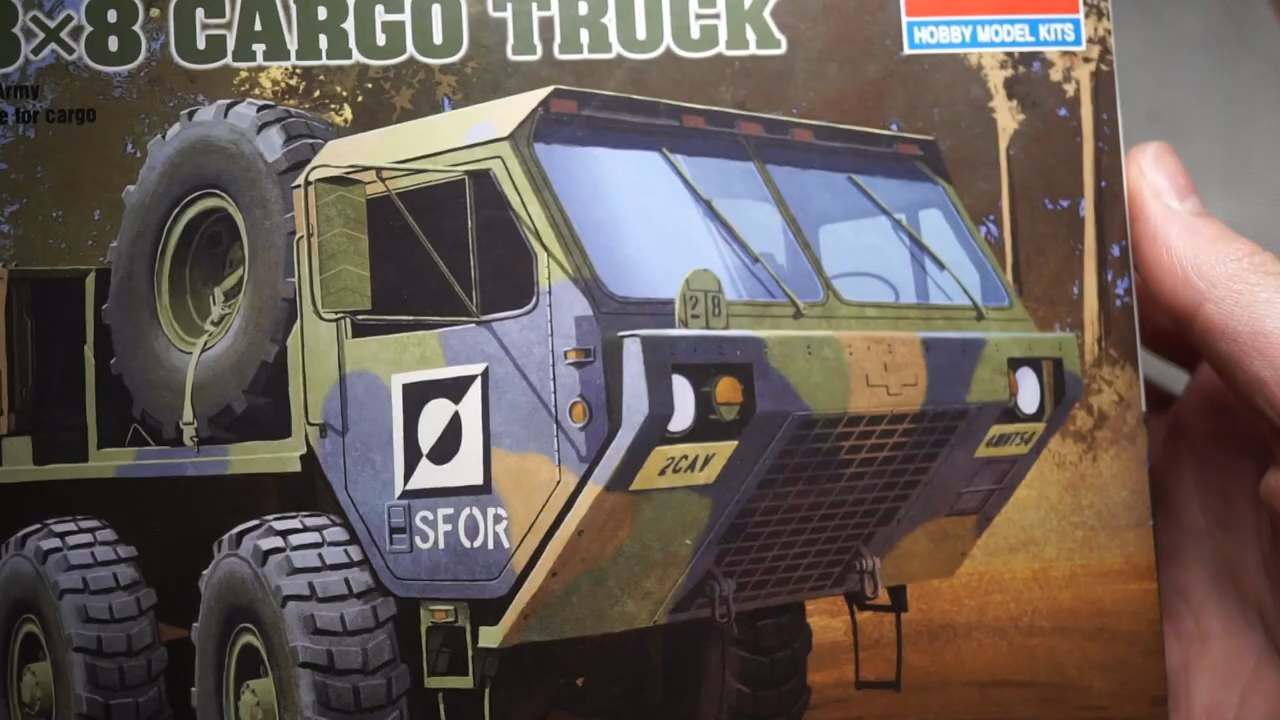 8×8 CARGO TRUCK
HOBBY MODEL KITS
Army
e for cargo
28
2CAV
SFOR